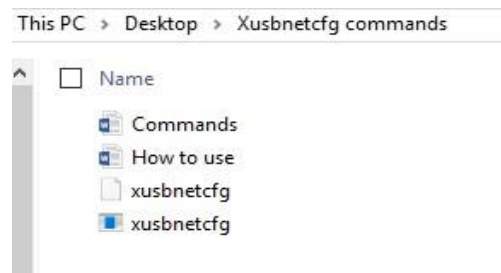 This PC > Desktop > Xusbnetcfg commands
Name
Commands
How to use
xusbnetcfg
xusbnetcfg